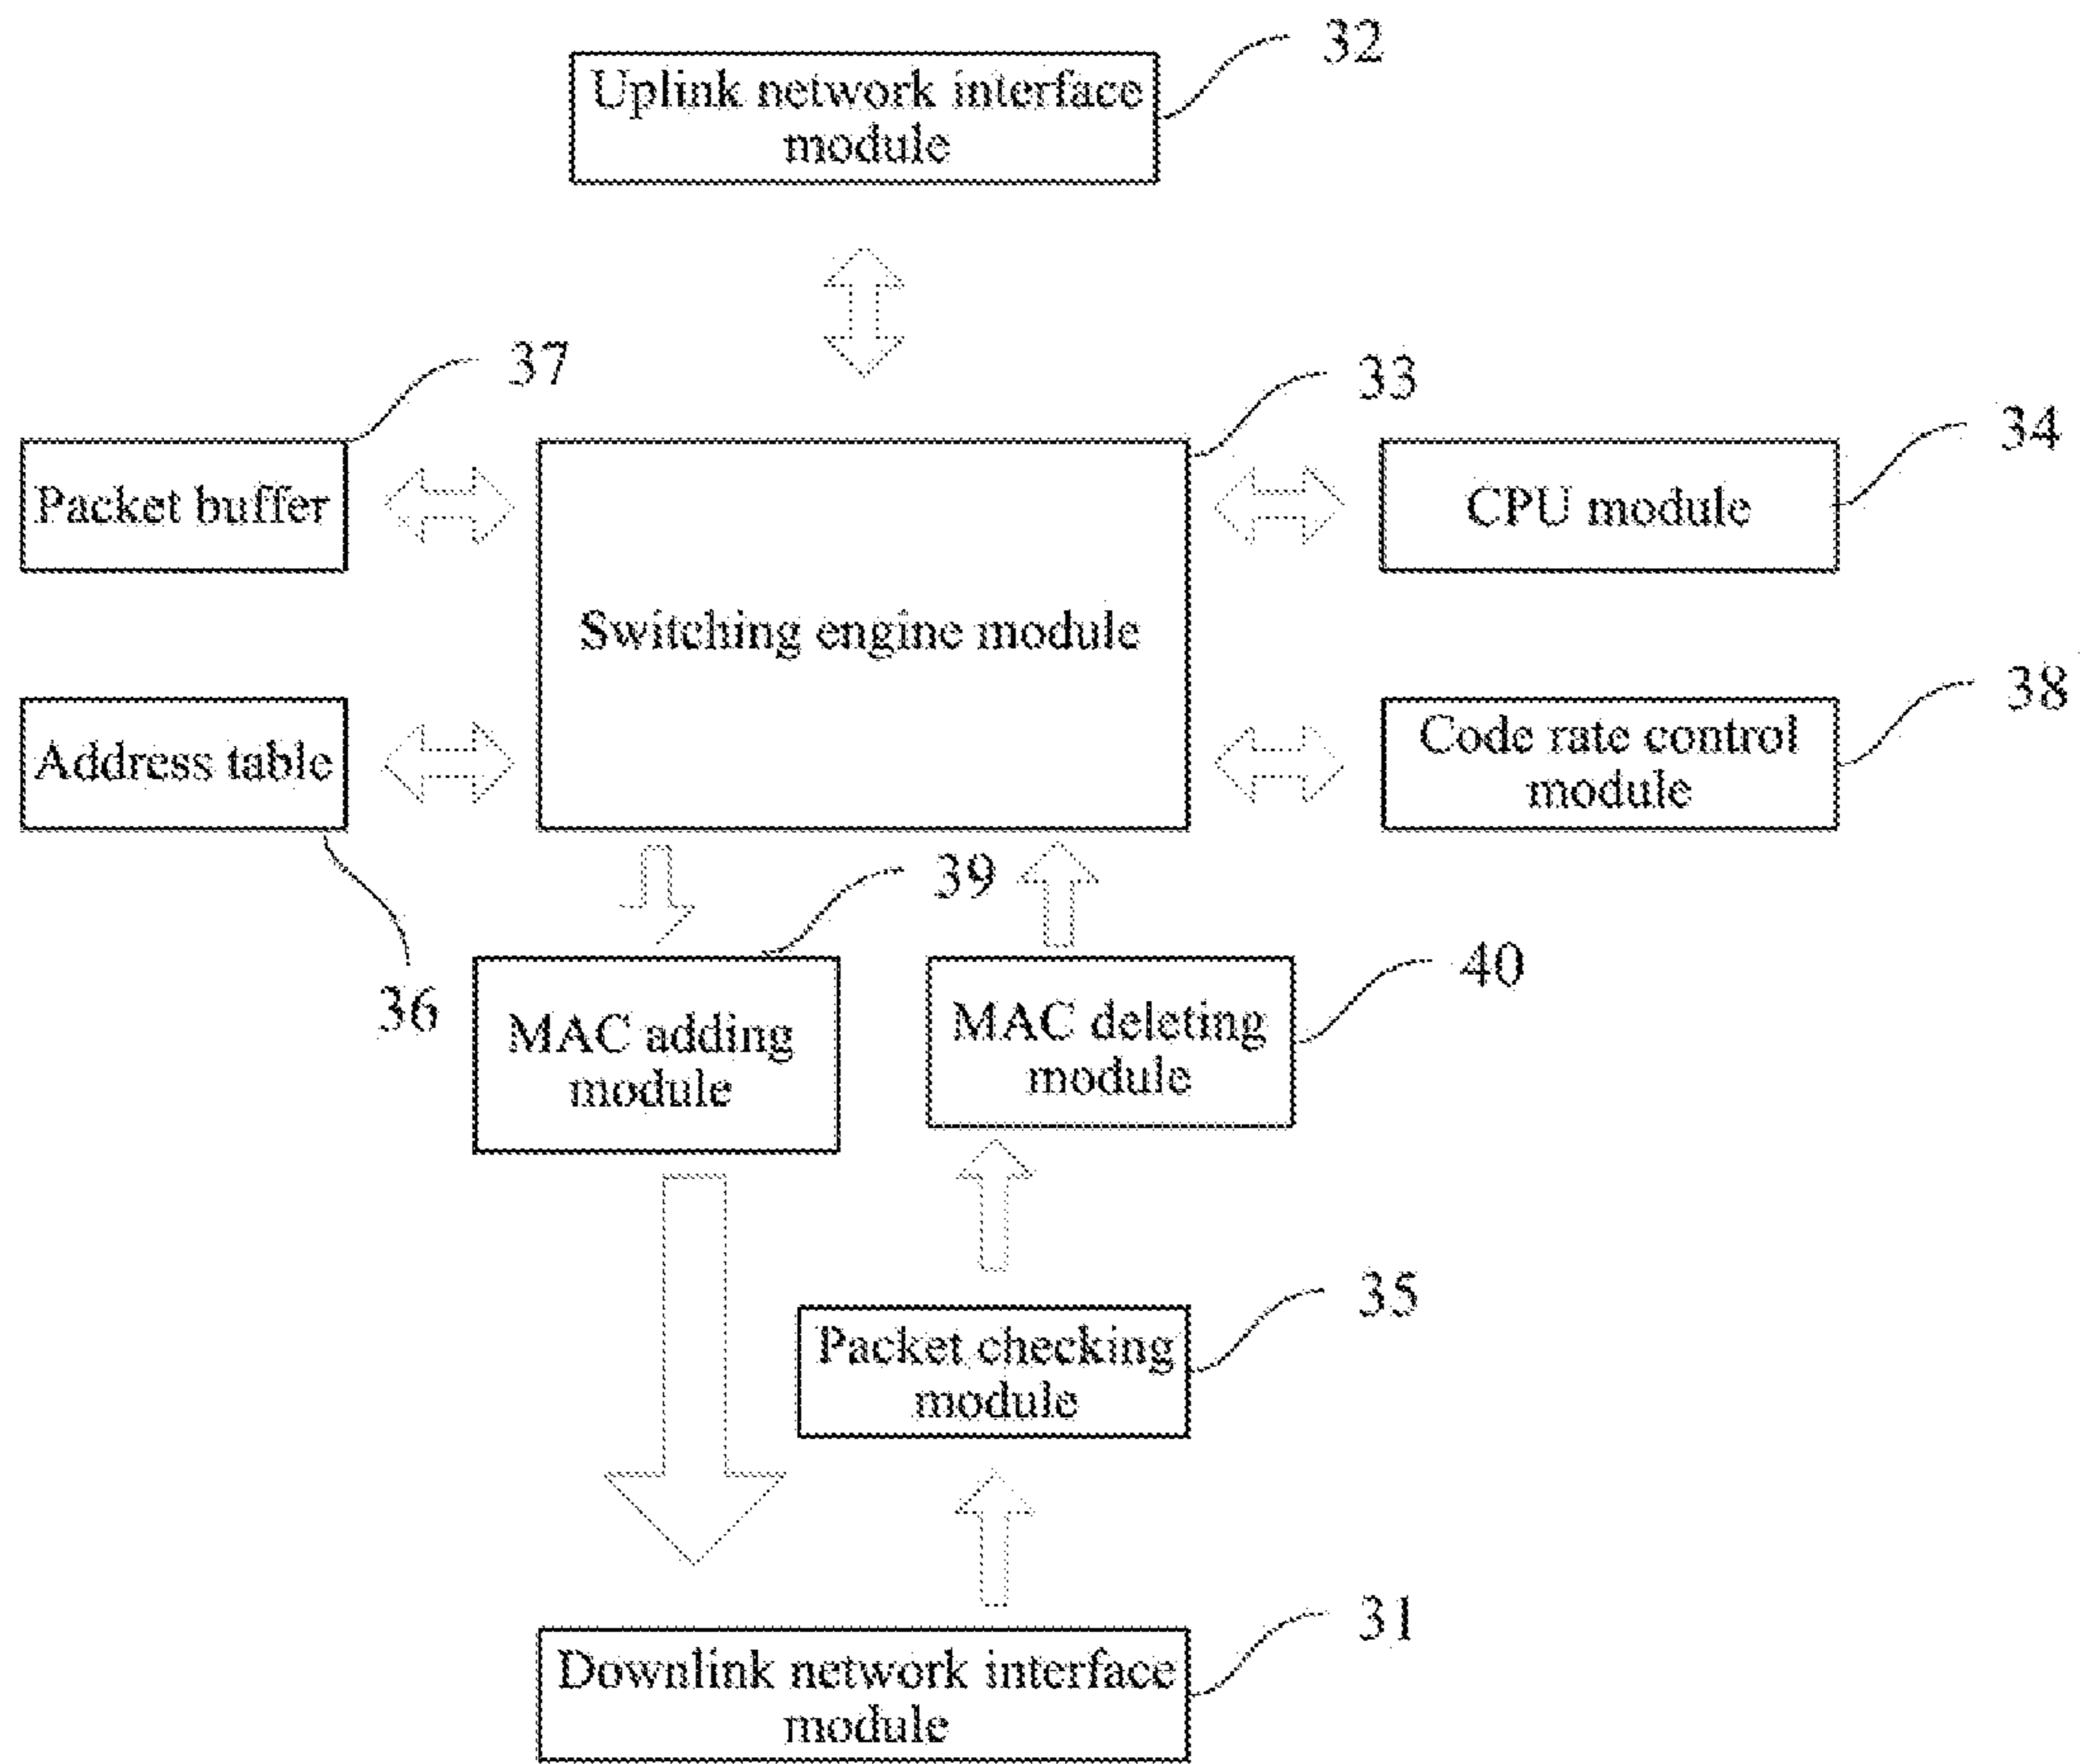 32
Uplink network interface
module
37
33
34
Packet buffer
CPU module
Switching engine module
38
Address table
Code rate control
module
39
36
40
MAC adding
module
MAC deleting
module
35
Packet checking
module
31
Downlink network interface
module